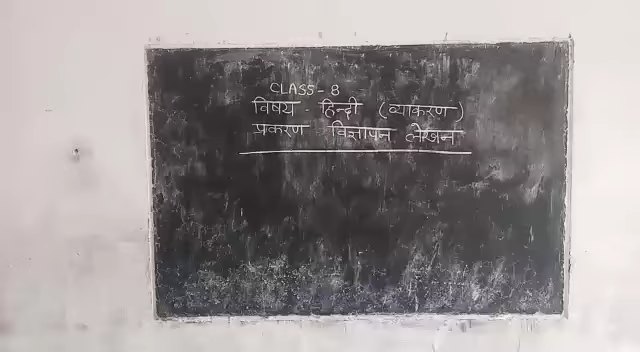 CLASS - 8
विषय - हिन्दी (व्याकरण)
प्रकरण - विज्ञापन लेखन